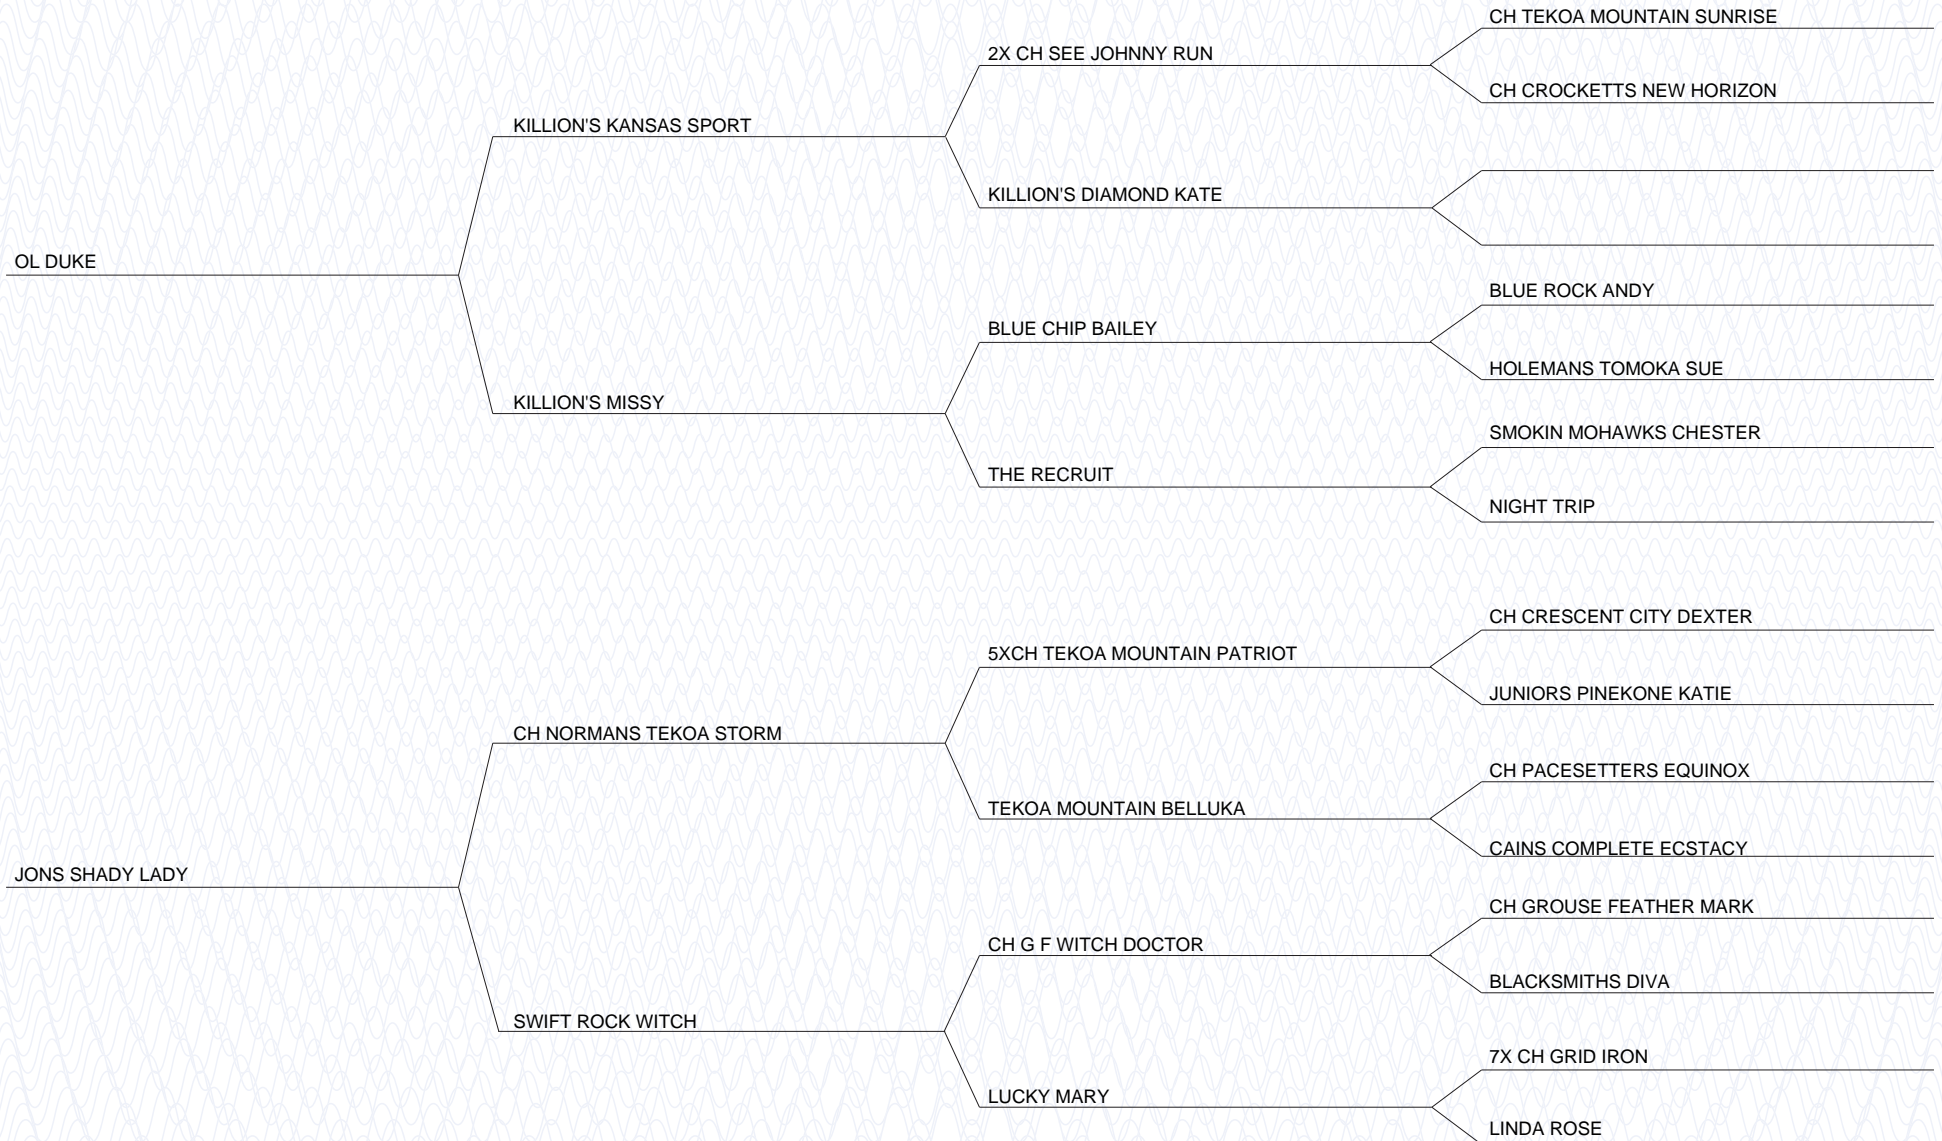 CH TEKOA MOUNTAIN SUNRISE
2X CH SEE JOHNNY RUN
CH CROCKETTS NEW HORIZON
KILLION'S KANSAS SPORT
KILLION'S DIAMOND KATE
OL DUKE
BLUE ROCK ANDY
BLUE CHIP BAILEY
HOLEMANS TOMOKA SUE
KILLION'S MISSY
SMOKIN MOHAWKS CHESTER
THE RECRUIT
NIGHT TRIP
CH CRESCENT CITY DEXTER
5XCH TEKOA MOUNTAIN PATRIOT
JUNIORS PINEKONE KATIE
CH NORMANS TEKOA STORM
CH PACESETTERS EQUINOX
TEKOA MOUNTAIN BELLUKA
CAINS COMPLETE ECSTACY
JONS SHADY LADY
CH GROUSE FEATHER MARK
CH G F WITCH DOCTOR
BLACKSMITHS DIVA
SWIFT ROCK WITCH
7X CH GRID IRON
LUCKY MARY
LINDA ROSE